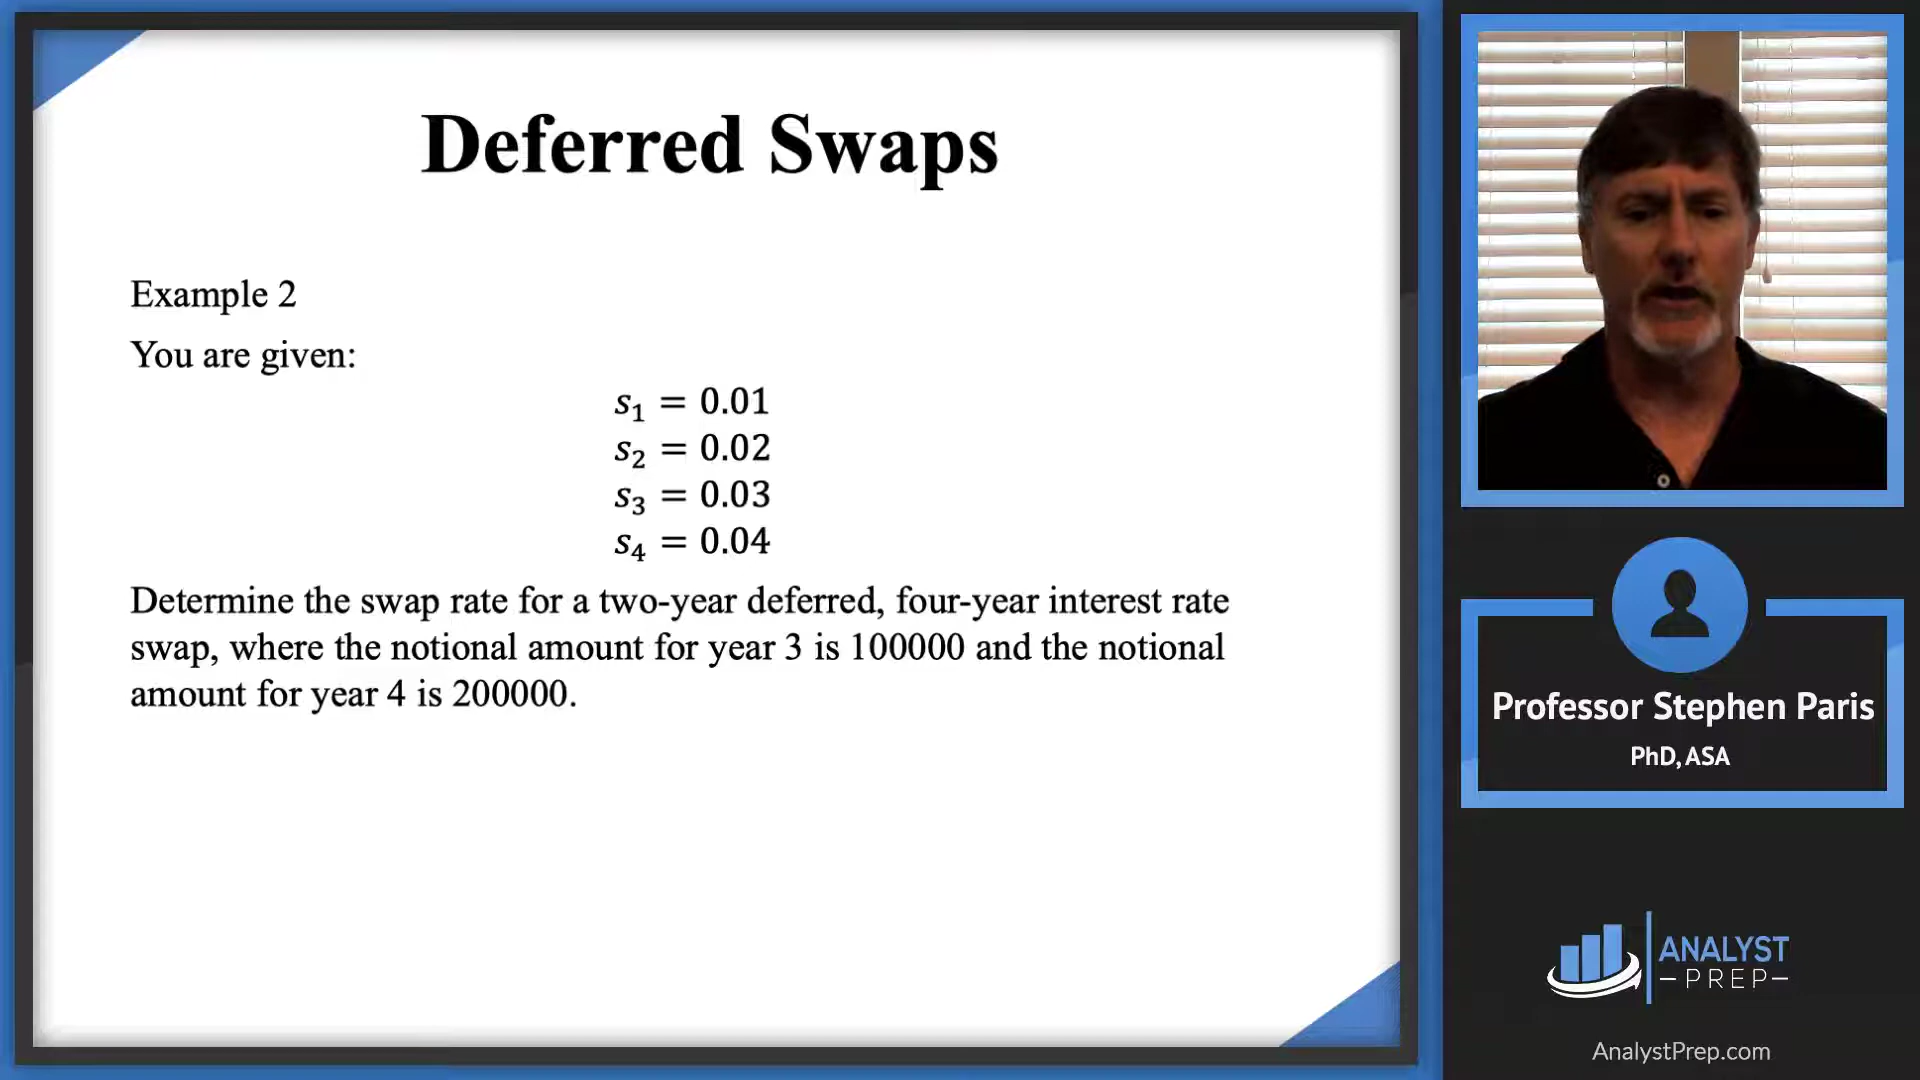 Deferred Swaps
Example 2
You are given:
s₁ = 0.01
s₂ = 0.02
s₃ = 0.03
s₄ = 0.04
Determine the swap rate for a two-year deferred, four-year interest rate
swap, where the notional amount for year 3 is 100000 and the notional
amount for year 4 is 200000.
Professor Stephen Paris
PhD, ASA
ANALYST
PREP
AnalystPrep.com